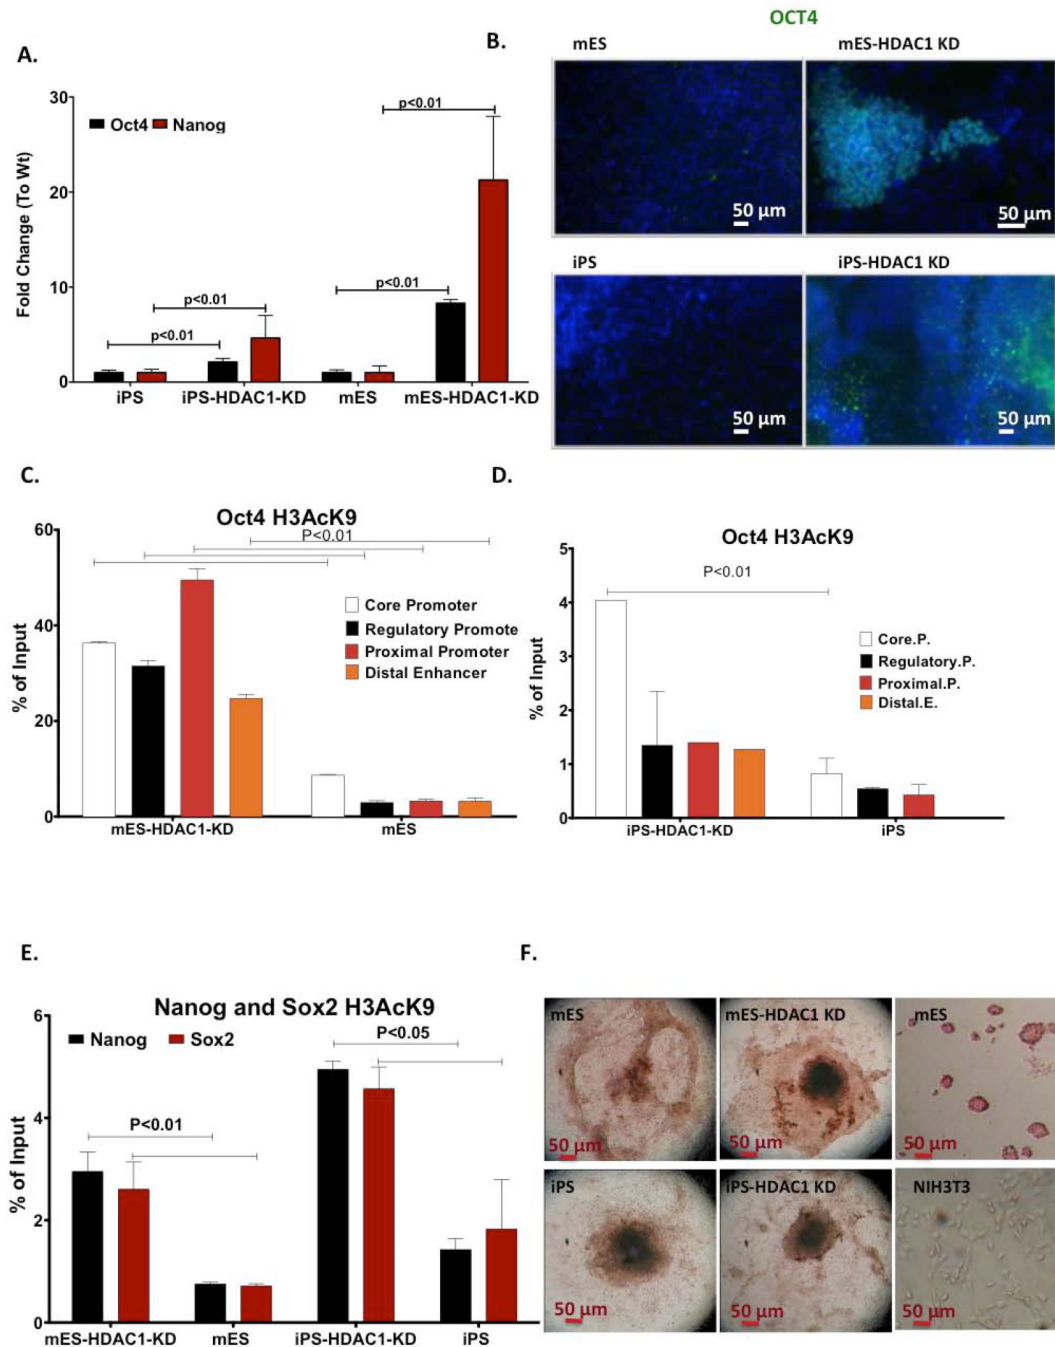 A.
30
20
10
0
Fold Change (To Wt)
Oct4 Nanog
p<0.01
p<0.01
p<0.01
p<0.01
iPS iPS-HDAC1-KD mES mES-HDAC1-KD
B.
OCT4
mES mES-HDAC1 KD
50 µm 50 µm
iPS iPS-HDAC1 KD
50 µm 50 µm
C.
Oct4 H3AcK9
P<0.01
60
40
20
0
% of Input
Core Promoter
Regulatory Promote
Proximal Promoter
Distal Enhancer
mES-HDAC1-KD mES
D.
Oct4 H3AcK9
P<0.01
5
4
3
2
1
0
% of Input
Core.P.
Regulatory.P.
Proximal.P.
Distal.E.
iPS-HDAC1-KD iPS
E.
Nanog and Sox2 H3AcK9
Nanog Sox2
P<0.05
P<0.01
6
4
2
0
% of Input
mES-HDAC1-KD mES iPS-HDAC1-KD iPS
F.
mES mES-HDAC1 KD mES
50 µm 50 µm 50 µm
iPS iPS-HDAC1 KD NIH3T3
50 µm 50 µm 50 µm